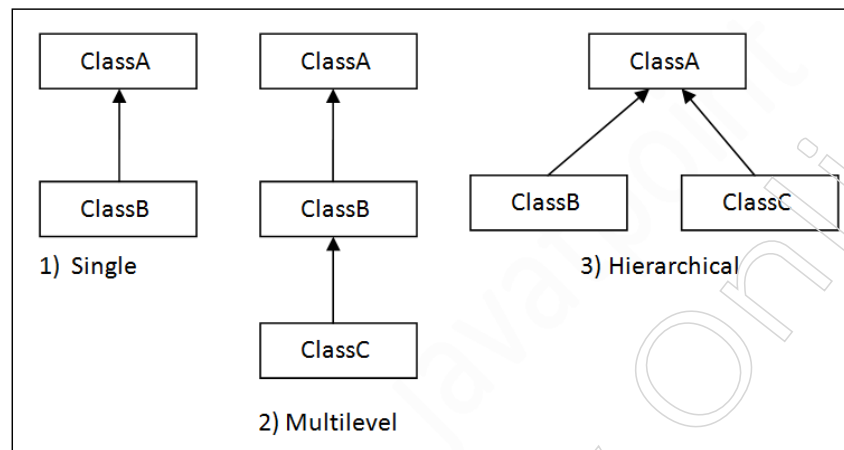 ClassA
ClassB
1) Single
ClassA
ClassB
ClassC
2) Multilevel
ClassA
ClassB
ClassC
3) Hierarchical